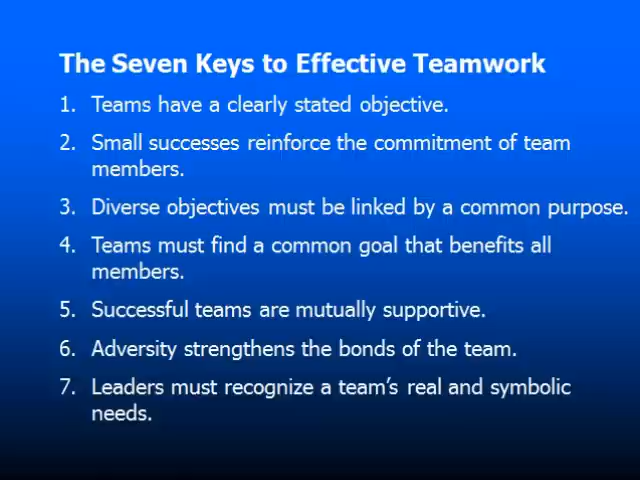 The Seven Keys to Effective Teamwork
1. Teams have a clearly stated objective.
2. Small successes reinforce the commitment of team
members.
3. Diverse objectives must be linked by a common purpose.
4. Teams must find a common goal that benefits all
members.
5. Successful teams are mutually supportive.
6. Adversity strengthens the bonds of the team.
7. Leaders must recognize a team’s real and symbolic
needs.